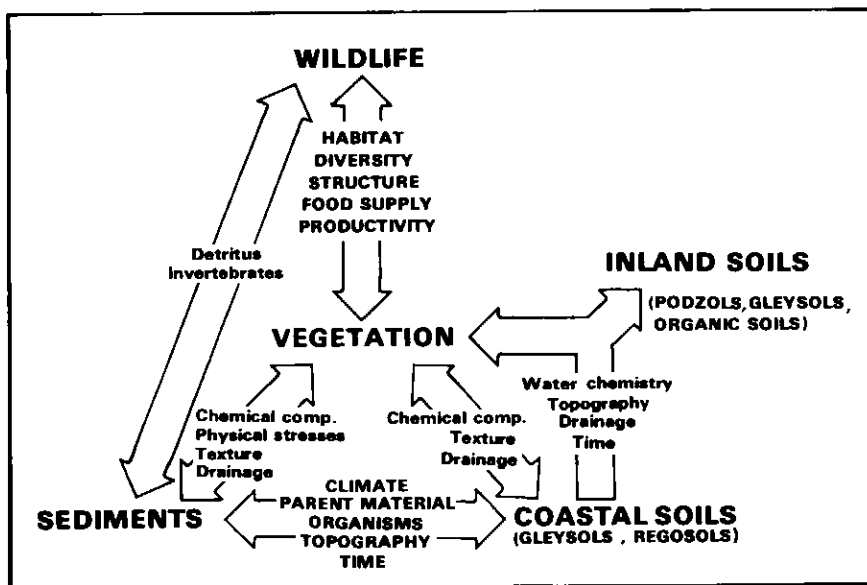 WILDLIFE
HABITAT
DIVERSITY
STRUCTURE
FOOD SUPPLY
PRODUCTIVITY
Detritus
Invertebrates
INLAND SOILS
(PODZOLS, GLEYSOLS,
ORGANIC SOILS)
VEGETATION
Chemical comp.
Physical stresses
Texture
Drainage
Chemical comp.
Texture
Drainage
Water chemistry
Topography
Drainage
Time
SEDIMENTS
CLIMATE
PARENT MATERIAL
ORGANISMS
TOPOGRAPHY
TIME
COASTAL SOILS
(GLEYSOLS , REGOSOLS)